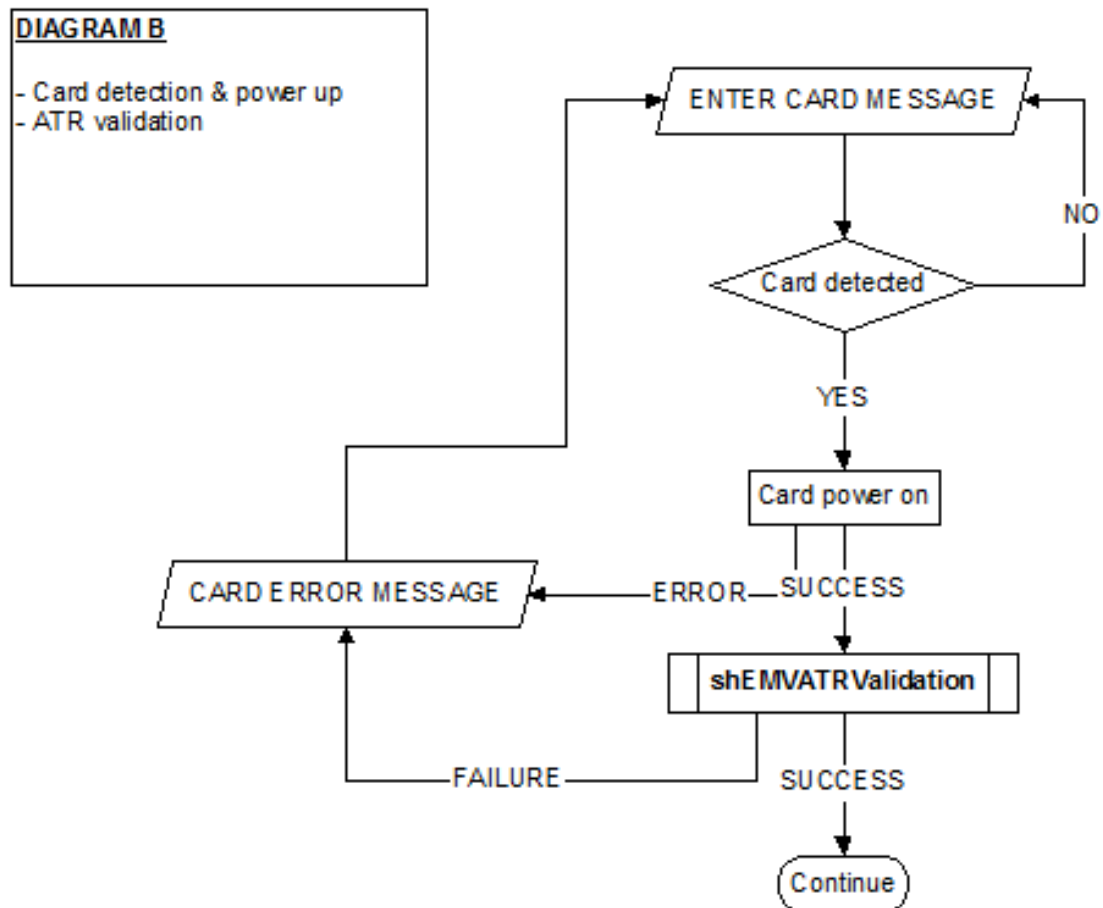 DIAGRAM B
- Card detection & power up
- ATR validation
ENTER CARD MESSAGE
NO
Card detected
YES
Card power on
CARD ERROR MESSAGE
ERROR
SUCCESS
shEMVATRValidation
FAILURE
SUCCESS
Continue